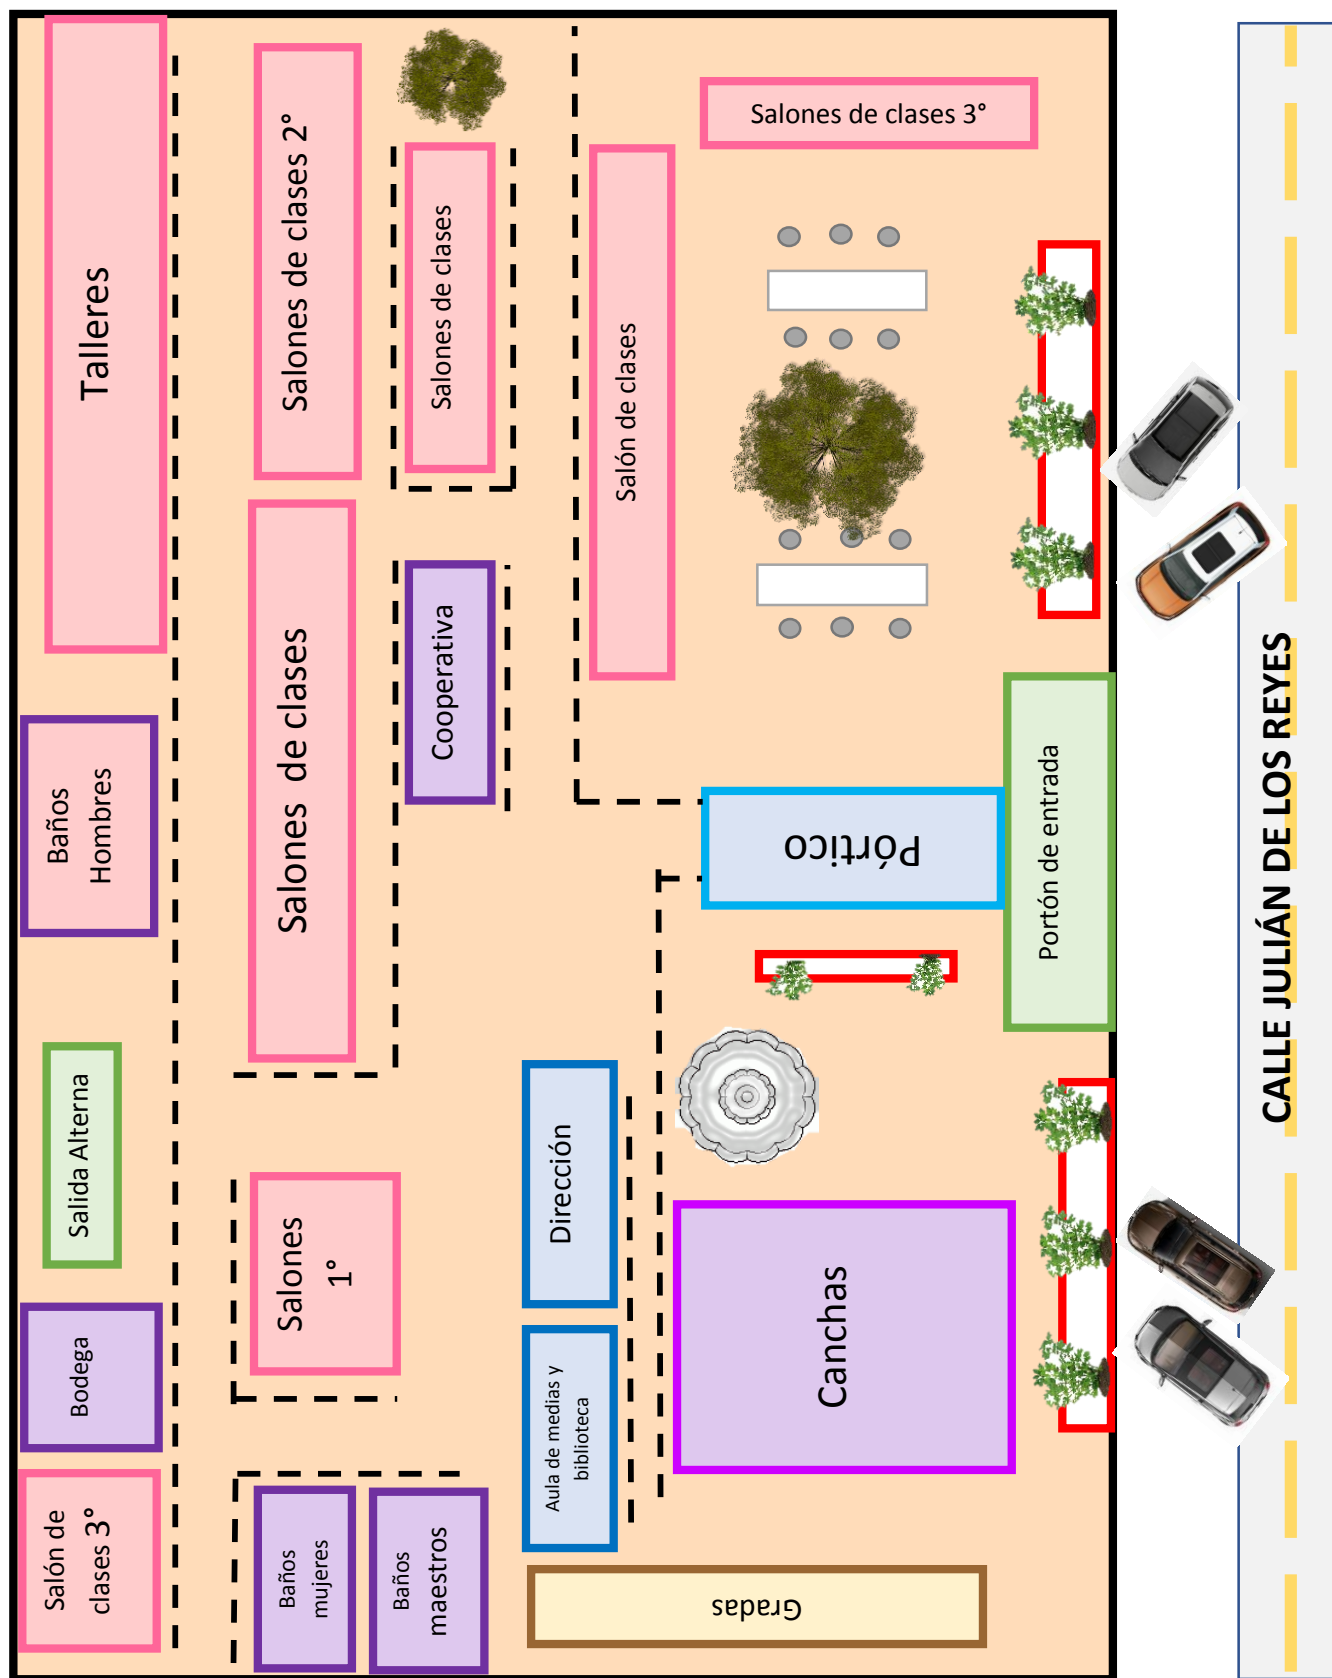 Talleres
Salones de clases 2°
Salones de clases
Salones de clases 3°
Salón de clases
Baños
Hombres
Salones de clases
Cooperativa
Pórtico
Portón de entrada
CALLE JULIÁN DE LOS REYES
Salida Alterna
Salones
1°
Dirección
Canchas
Bodega
Aula de medias y
biblioteca
Salón de
clases 3°
Baños
mujeres
Baños
maestros
Gradas